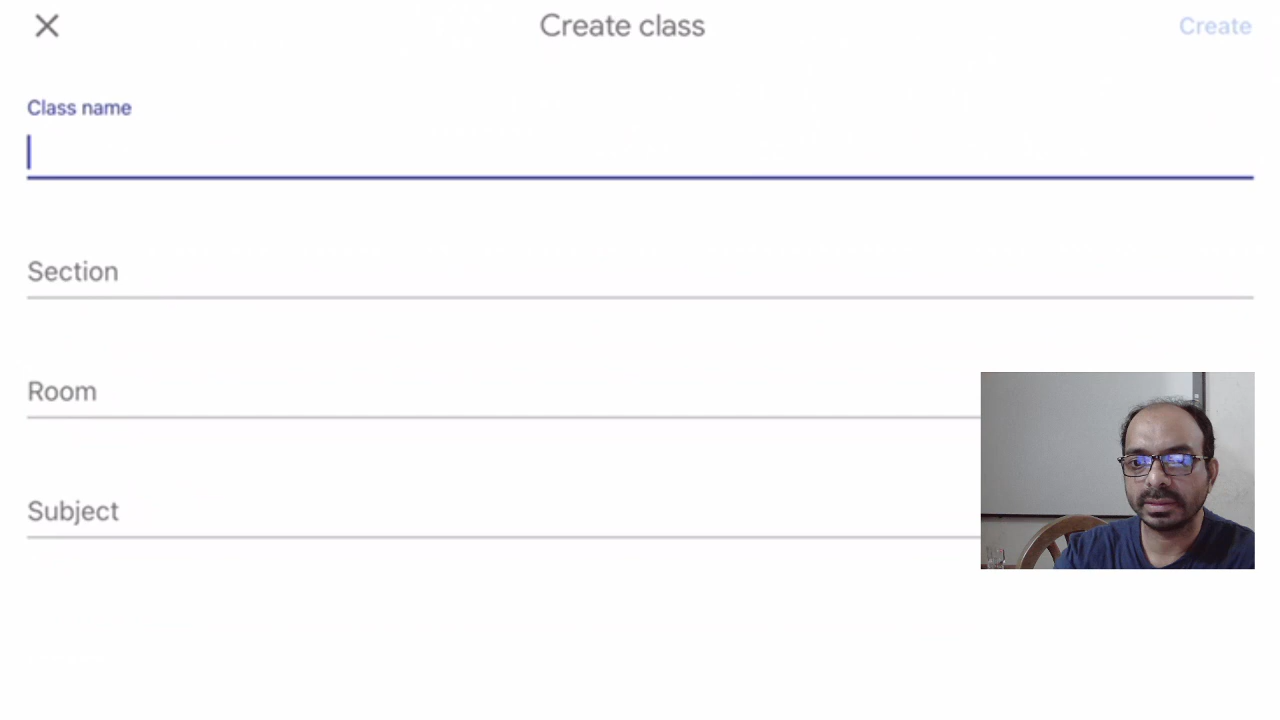 Create class
Create
Class name
Section
Room
Subject